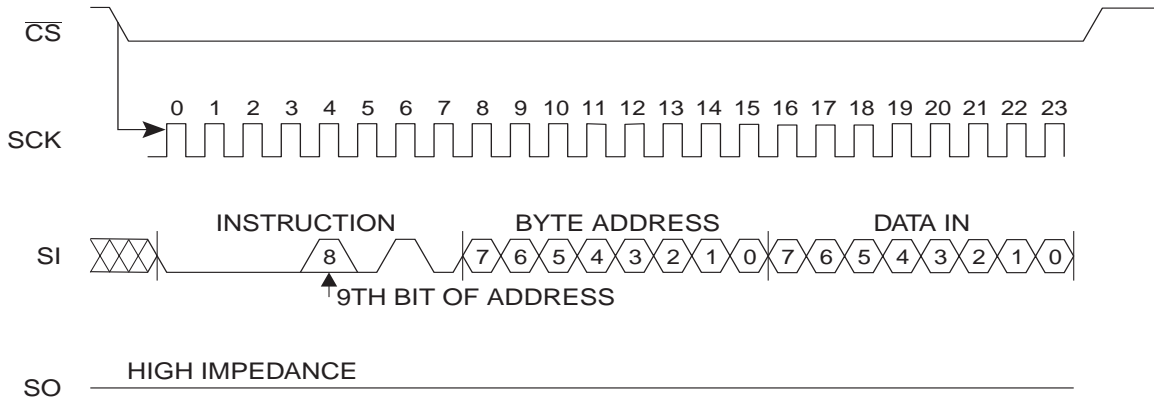 CS
0 1 2 3 4 5 6 7 8 9 10 11 12 13 14 15 16 17 18 19 20 21 22 23
SCK
INSTRUCTION BYTE ADDRESS DATA IN
SI 8 7 6 5 4 3 2 1 0 7 6 5 4 3 2 1 0
9TH BIT OF ADDRESS
HIGH IMPEDANCE
SO